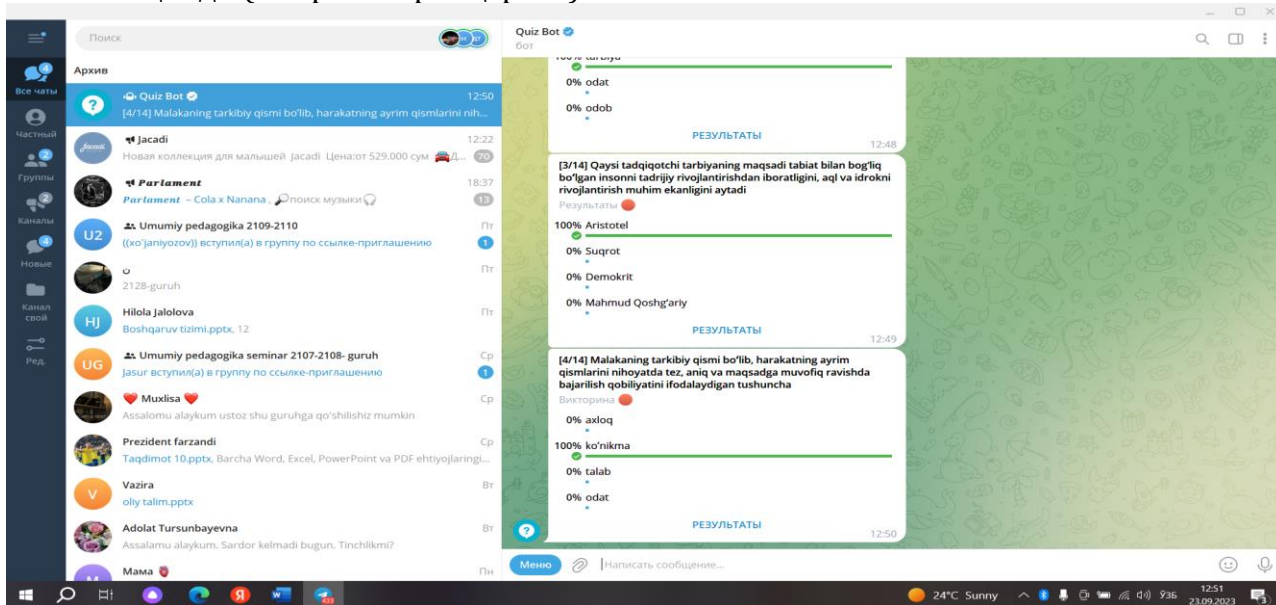 Поиск
Архив
Все чаты
Частный
Группы
Каналы
Новые
Канал свой
Ред.
Quiz Bot
12:50
[4/14] Malakaning tarkibiy qismi bo'lib, harakatning ayrim qismlarini nih...
Jacadi
12:22
Новая коллекция для малышей Jacadi Цена:от 529.000 сум Д...
70
Parlament
18:37
Parlament – Cola x Nanana, поиск музыки
13
U2
Umumiy pedagogika 2109-2110
Пт
((xo'janiyozov)) вступил(а) в группу по ссылке-приглашению
1
ن
Пт
2128-guruh
HJ
Hilola Jalolova
Пт
Boshqaruv tizimi.pptx, 12
UG
Umumiy pedagogika seminar 2107-2108- guruh
Ср
Jasur вступил(а) в группу по ссылке-приглашению
1
Muxlisa
Ср
Assalomu alaykum ustoz shu guruhga qo'shilishiz mumkin
Prezident farzandi
Ср
Taqdimot 10.pptx, Barcha Word, Excel, PowerPoint va PDF ehtiyojlaringi...
V
Vazira
Вт
oliy talim.pptx
Adolat Tursunbayevna
Вт
Assalamu alaykum. Sardor kelmadi bugun. Tinchlikmi?
Мама
Пн
Quiz Bot
бот
100% tarbiya
0% odat
0% odob
РЕЗУЛЬТАТЫ
12:48
[3/14] Qaysi tadqiqotchi tarbiyaning maqsadi tabiat bilan bog'liq
bo'lgan insonni tadrijiy rivojlantirishdan iboratligini, aql va idrokni
rivojlantirish muhim ekanligini aytadi
Результаты
100% Aristotel
0% Suqrot
0% Demokrit
0% Mahmud Qoshg'ariy
РЕЗУЛЬТАТЫ
12:49
[4/14] Malakaning tarkibiy qismi bo'lib, harakatning ayrim
qismlarini nihoyatda tez, aniq va maqsadga muvofiq ravishda
bajarilish qobiliyatini ifodalaydigan tushuncha
Викторина
0% axloq
100% ko'nikma
0% talab
0% odat
РЕЗУЛЬТАТЫ
12:50
Меню
Написать сообщение...
24°C Sunny
ЎЗБ
12:51
23.09.2023